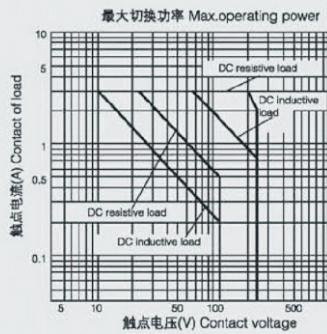 最大切换功率 Max.operating power
10
5
1
0.5
0.1
触点电流(A) Contact of load
DC resistive load
DC inductive
load
DC resistive load
DC inductive load
5 10 50 100 500
触点电压(V) Contact voltage